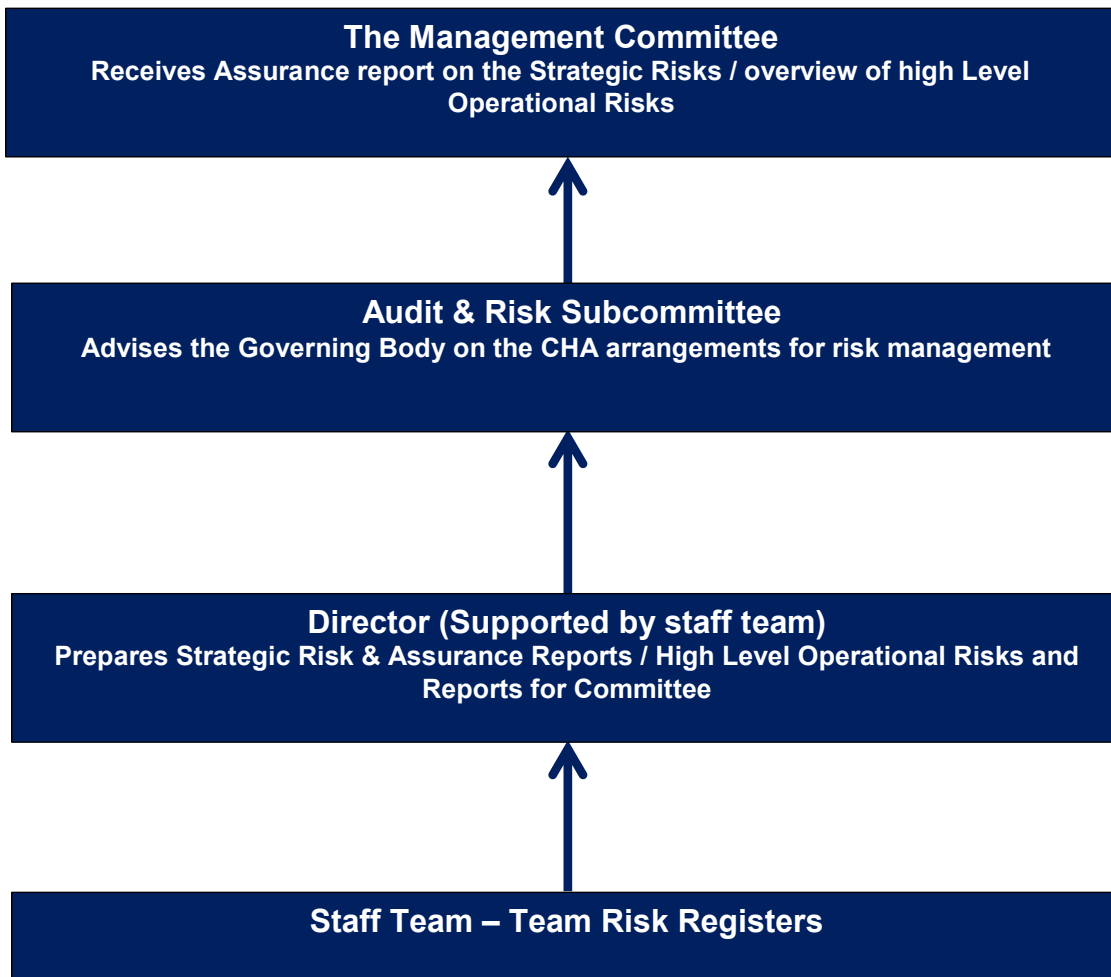 The Management Committee
Receives Assurance report on the Strategic Risks / overview of high Level
Operational Risks
Audit & Risk Subcommittee
Advises the Governing Body on the CHA arrangements for risk management
Director (Supported by staff team)
Prepares Strategic Risk & Assurance Reports / High Level Operational Risks and
Reports for Committee
Staff Team – Team Risk Registers